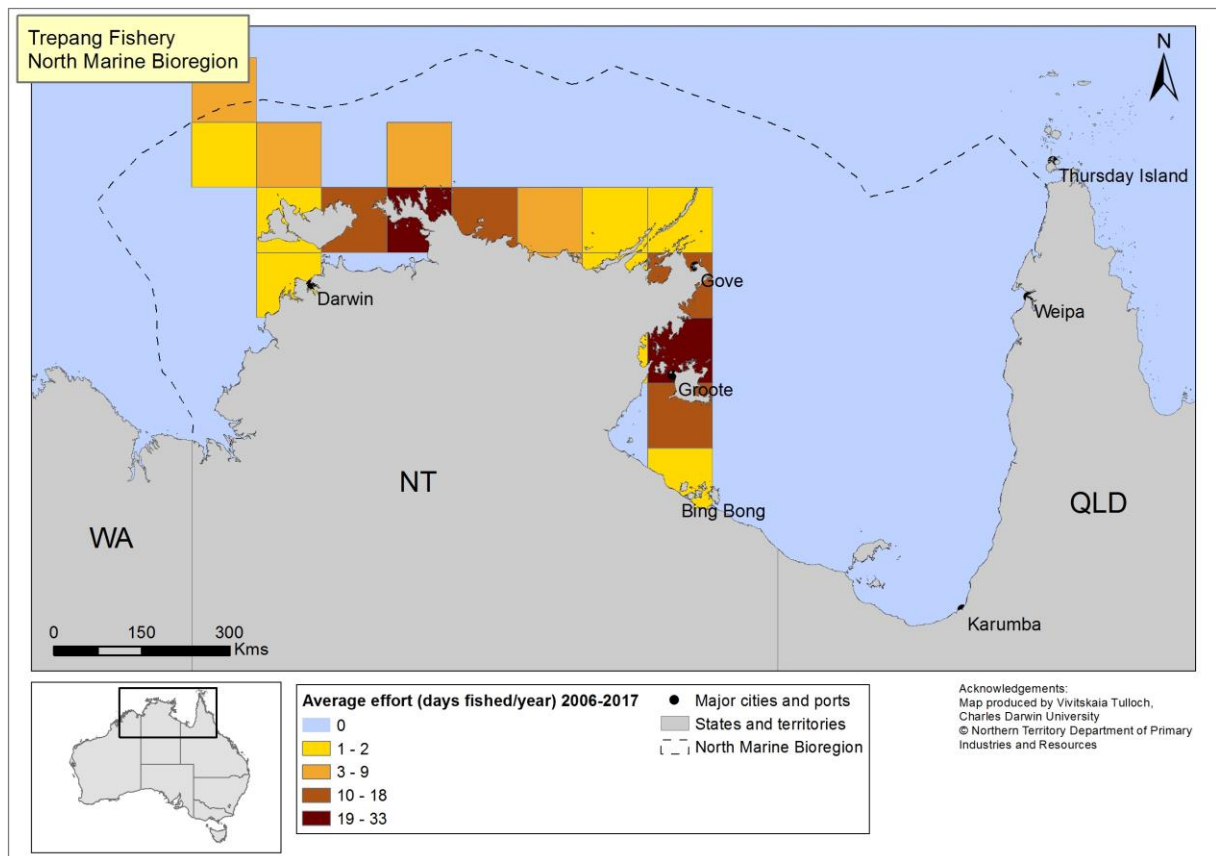 Trepang Fishery
North Marine Bioregion
N
Thursday Island
Gove
Darwin
Weipa
Groote
NT
Bing Bong
QLD
WA
Karumba
0 150 300
Kms
Average effort (days fished/year) 2006-2017
0
1 - 2
3 - 9
10 - 18
19 - 33
Major cities and ports
States and territories
North Marine Bioregion
Acknowledgements:
Map produced by Vivitskaia Tulloch,
Charles Darwin University
© Northern Territory Department of Primary
Industries and Resources